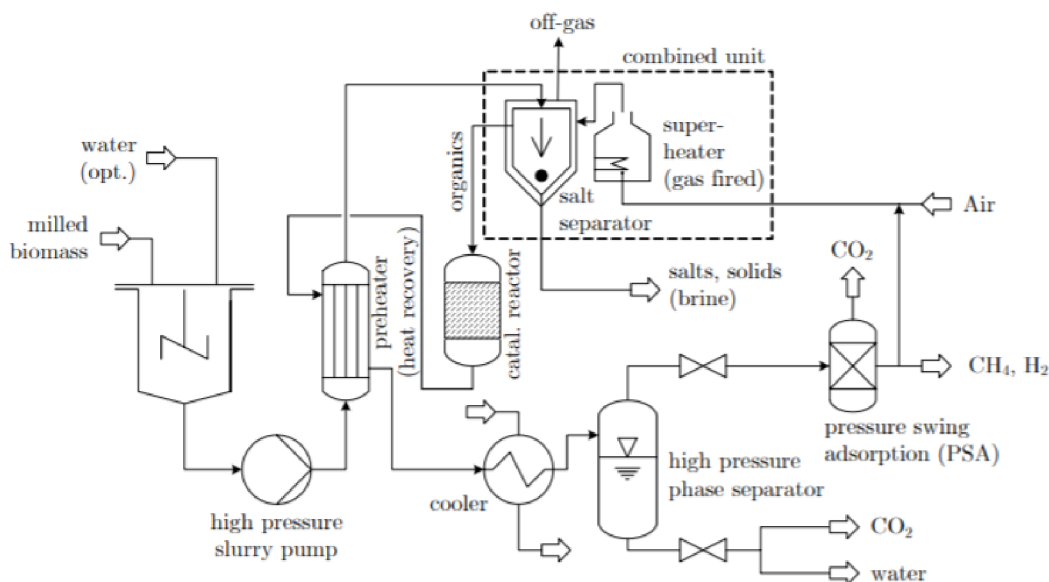 off-gas
combined unit
water
(opt.)
super-
heater
(gas fired)
organics
milled
biomass
salt
separator
Air
preheater
(heat recovery)
catal. reactor
salts, solids
(brine)
CO₂
CH₄, H₂
pressure swing
adsorption (PSA)
high pressure
phase separator
cooler
high pressure
slurry pump
CO₂
water